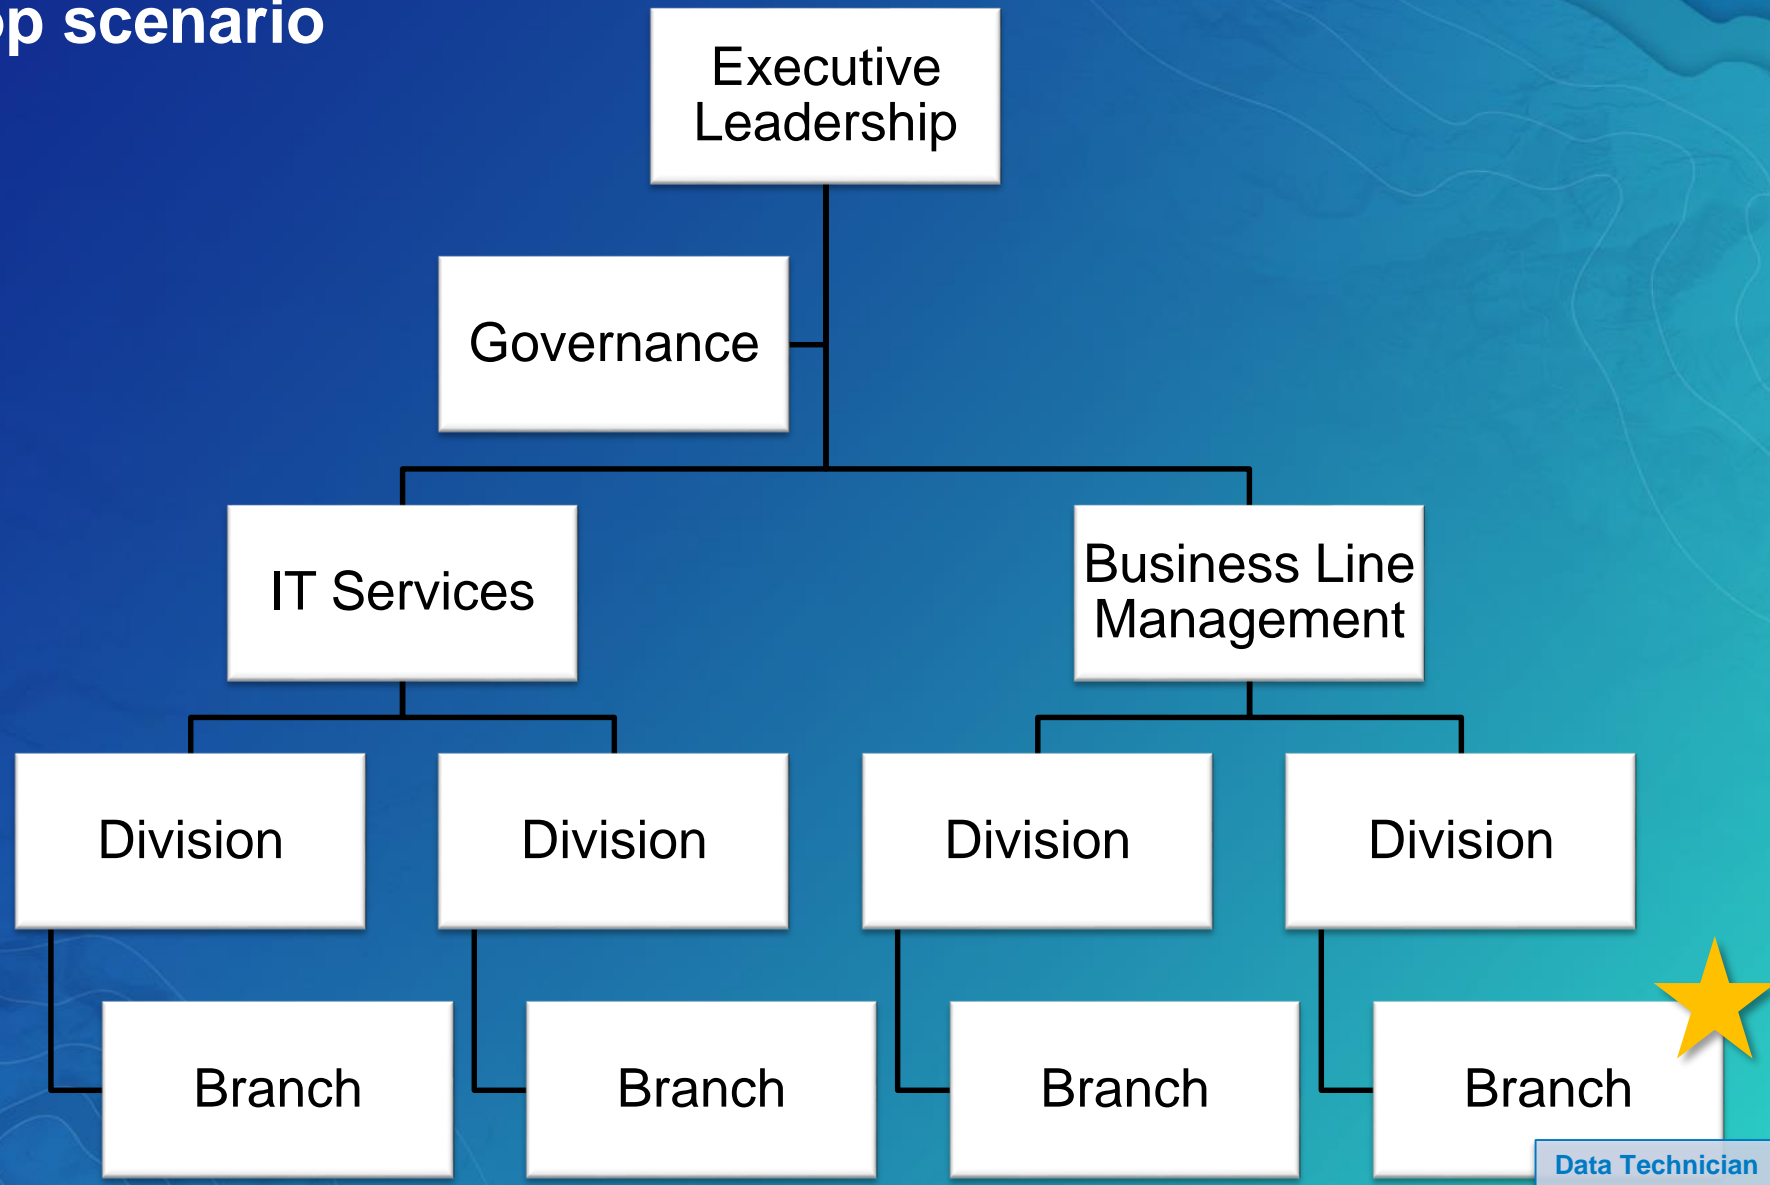 op scenario
Executive
Leadership
Governance
IT Services
Business Line
Management
Division
Division
Division
Division
Branch
Branch
Branch
Branch
Data Technician